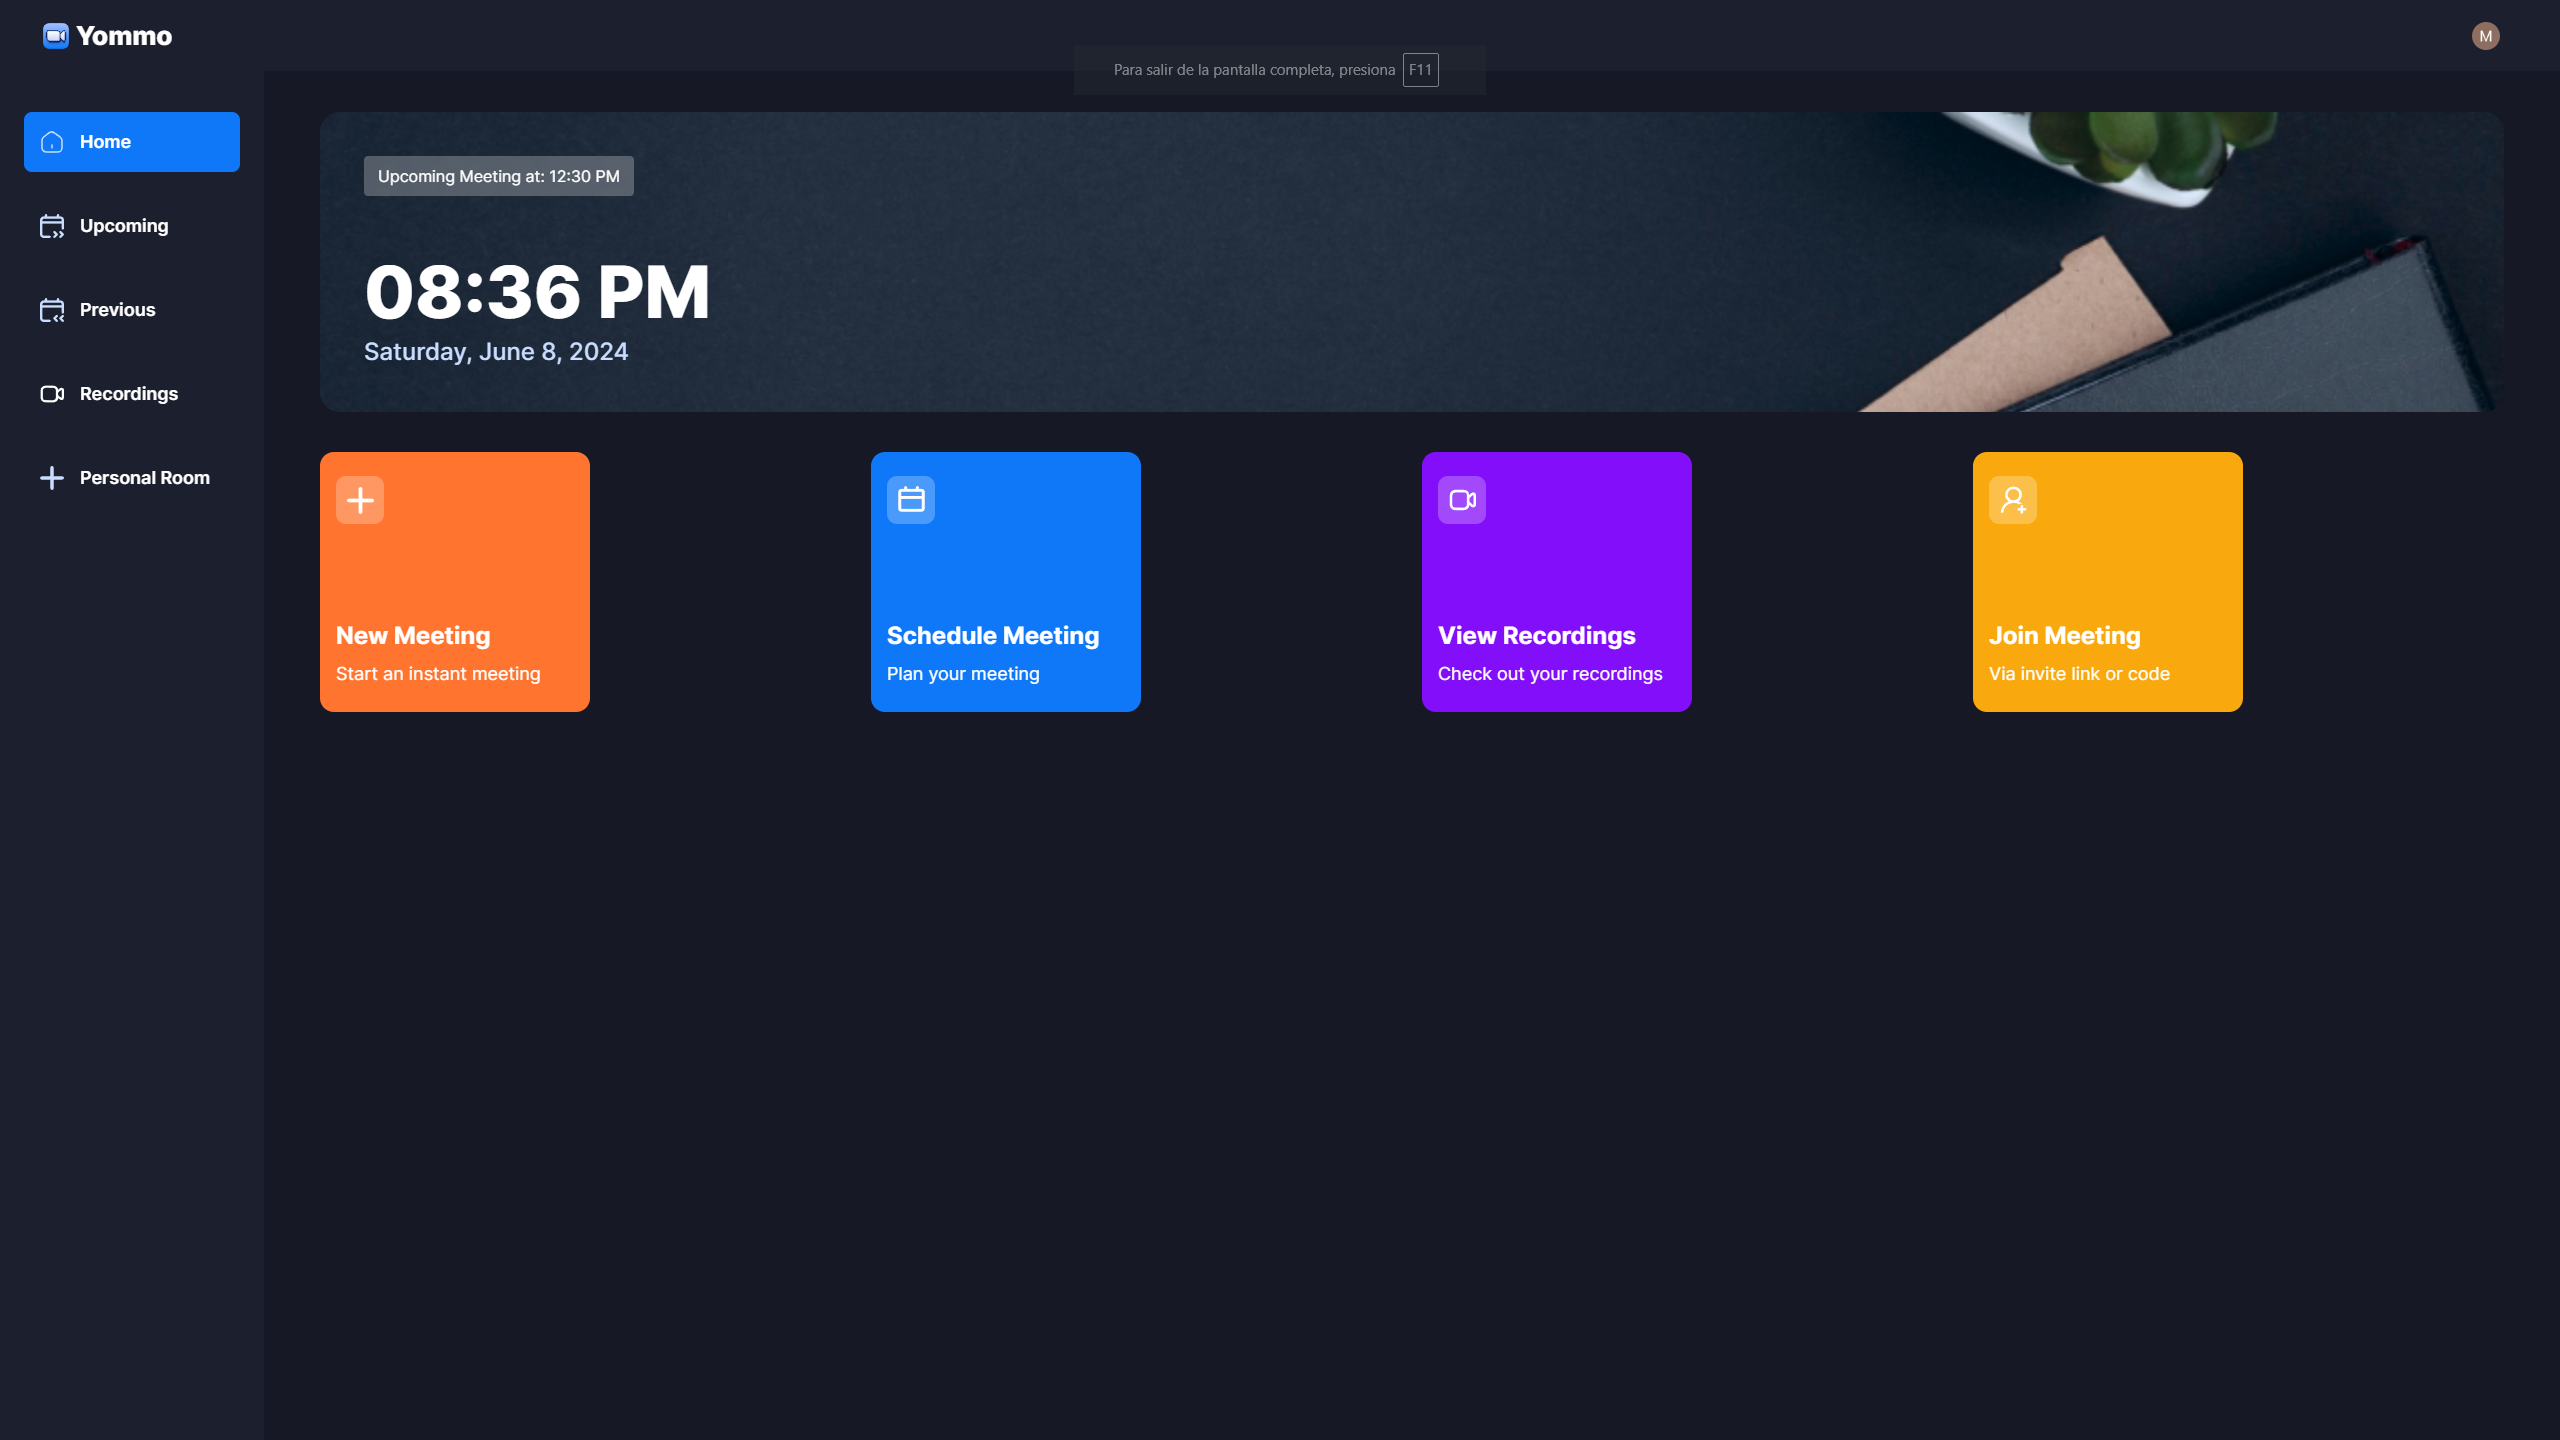 Yommo
M
Para salir de la pantalla completa, presiona F11
Home
Upcoming
Previous
Recordings
Personal Room
Upcoming Meeting at: 12:30 PM
08:36 PM
Saturday, June 8, 2024
New Meeting
Start an instant meeting
Schedule Meeting
Plan your meeting
View Recordings
Check out your recordings
Join Meeting
Via invite link or code